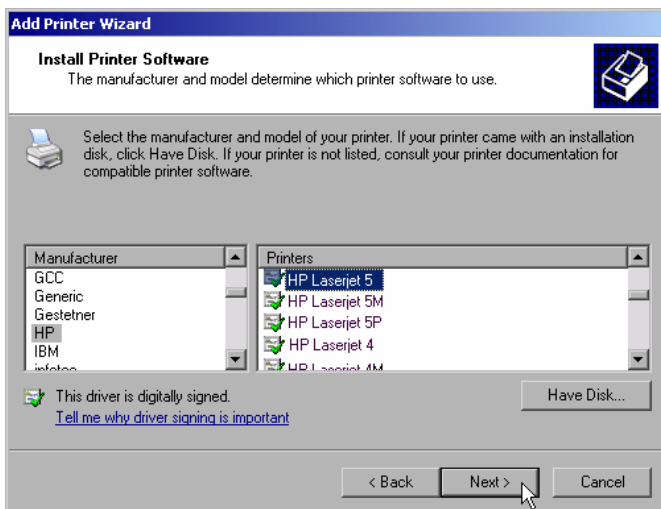 Add Printer Wizard
Install Printer Software
The manufacturer and model determine which printer software to use.
Select the manufacturer and model of your printer. If your printer came with an installation
disk, click Have Disk. If your printer is not listed, consult your printer documentation for
compatible printer software.
Manufacturer
GCC
Generic
Gestetner
HP
IBM
infotec
Printers
HP Laserjet 5
HP Laserjet 5M
HP Laserjet 5P
HP Laserjet 4
HP Laserjet 4M
This driver is digitally signed.
Tell me why driver signing is important
Have Disk...
< Back
Next >
Cancel